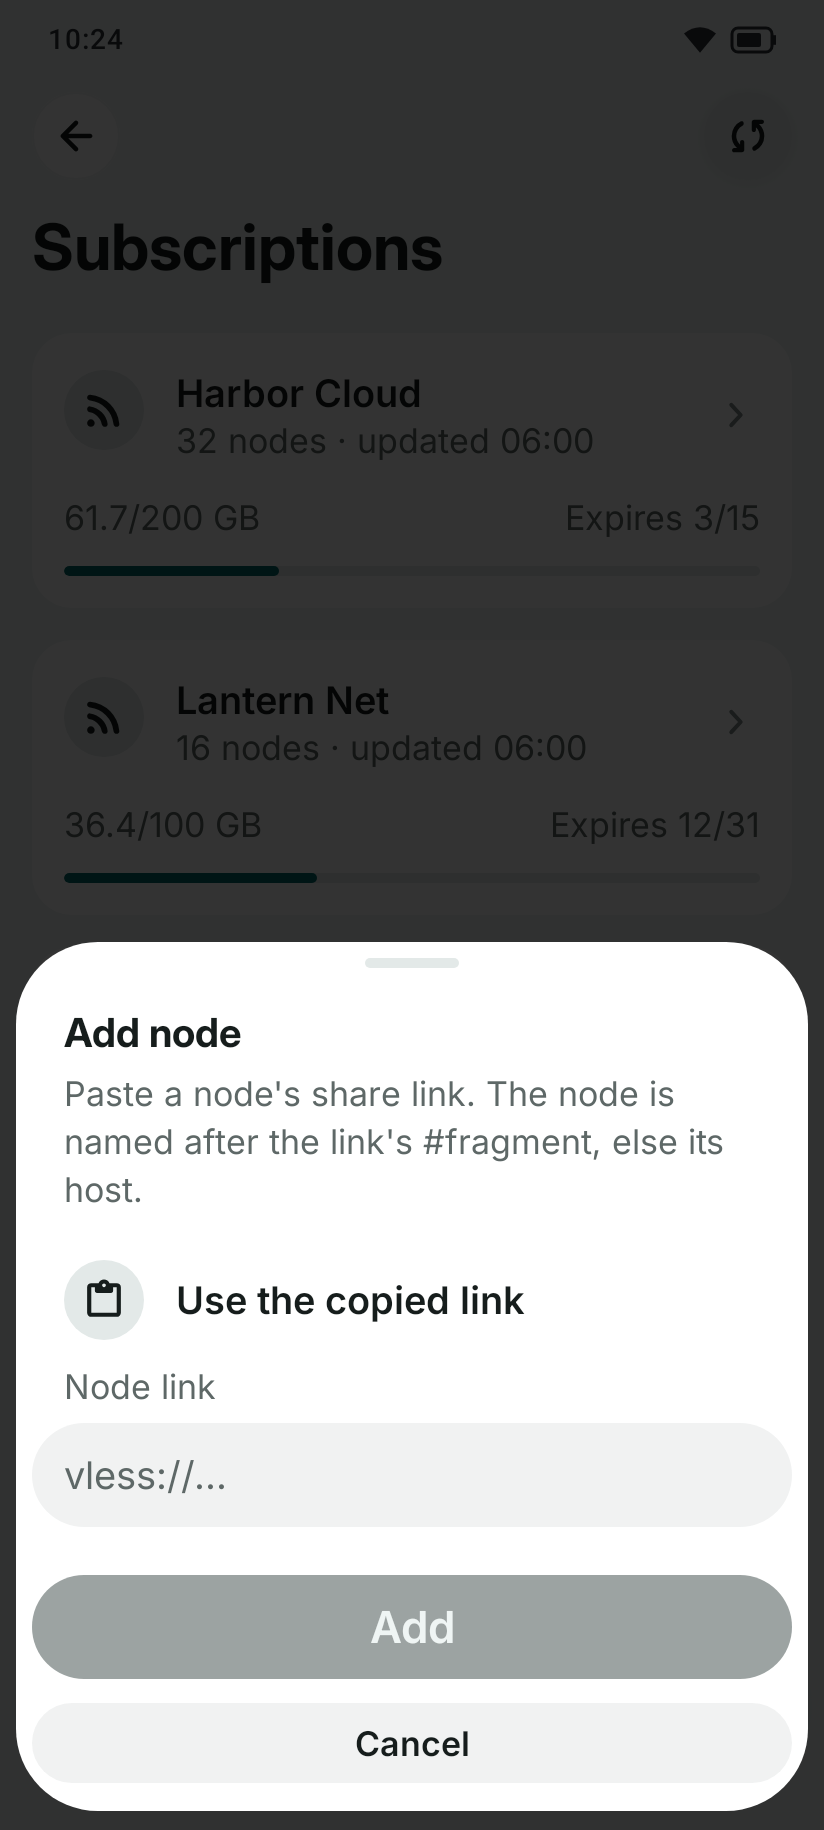 10:24
Subscriptions
Harbor Cloud
32 nodes · updated 06:00
61.7/200 GB
Expires 3/15
Lantern Net
16 nodes · updated 06:00
36.4/100 GB
Expires 12/31
Add node
Paste a node's share link. The node is
named after the link's #fragment, else its
host.
Use the copied link
Node link
vless://...
Add
Cancel